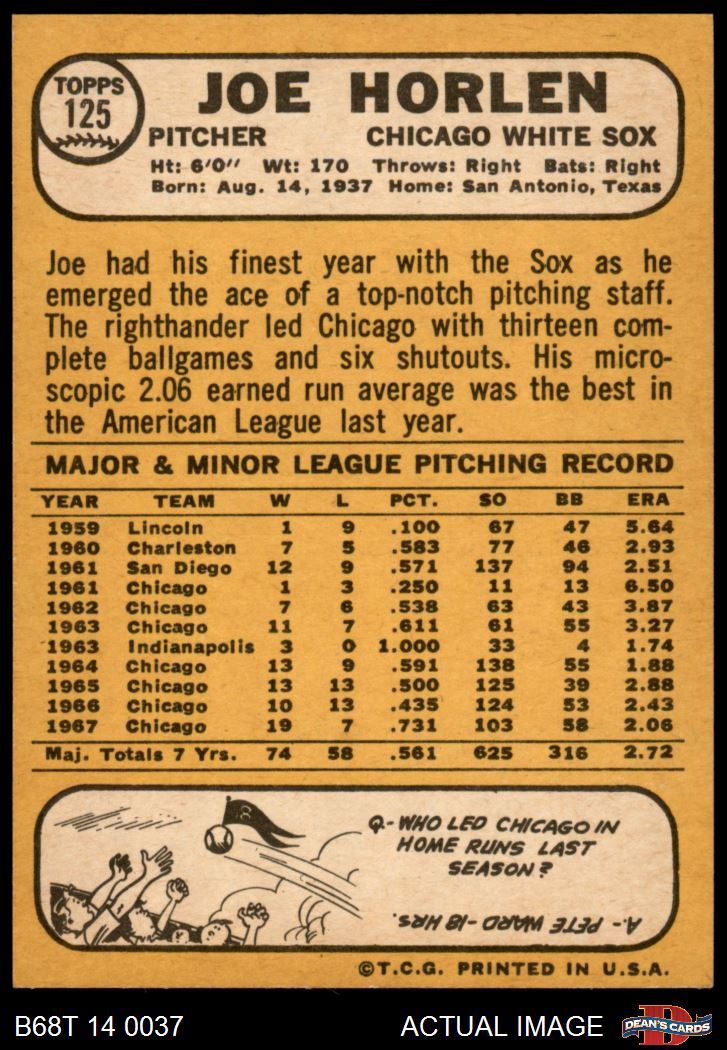 TOPPS
125
JOE HORLEN
PITCHER CHICAGO WHITE SOX
Ht: 6'0" Wt: 170 Throws: Right Bats: Right
Born: Aug. 14, 1937 Home: San Antonio, Texas
Joe had his finest year with the Sox as he
emerged the ace of a top-notch pitching staff.
The righthander led Chicago with thirteen com-
plete ballgames and six shutouts. His micro-
scopic 2.06 earned run average was the best in
the American League last year.
MAJOR & MINOR LEAGUE PITCHING RECORD
YEAR TEAM W L PCT. SO BB ERA
1959 Lincoln 1 9 .100 67 47 5.64
1960 Charleston 7 5 .583 77 46 2.93
1961 San Diego 12 9 .571 137 94 2.51
1961 Chicago 1 3 .250 11 13 6.50
1962 Chicago 7 6 .538 63 43 3.87
1963 Chicago 11 7 .611 61 55 3.27
1963 Indianapolis 3 0 1.000 33 4 1.74
1964 Chicago 13 9 .591 138 55 1.88
1965 Chicago 13 13 .500 125 39 2.88
1966 Chicago 10 13 .435 124 53 2.43
1967 Chicago 19 7 .731 103 58 2.06
Maj. Totals 7 Yrs. 74 58 .561 625 316 2.72
Q-WHO LED CHICAGO IN
HOME RUNS LAST
SEASON?
A.- PETE WARD-18 HRS.
©T.C.G. PRINTED IN U.S.A.
B68T 14 0037 ACTUAL IMAGE D DEAN'S CARDS